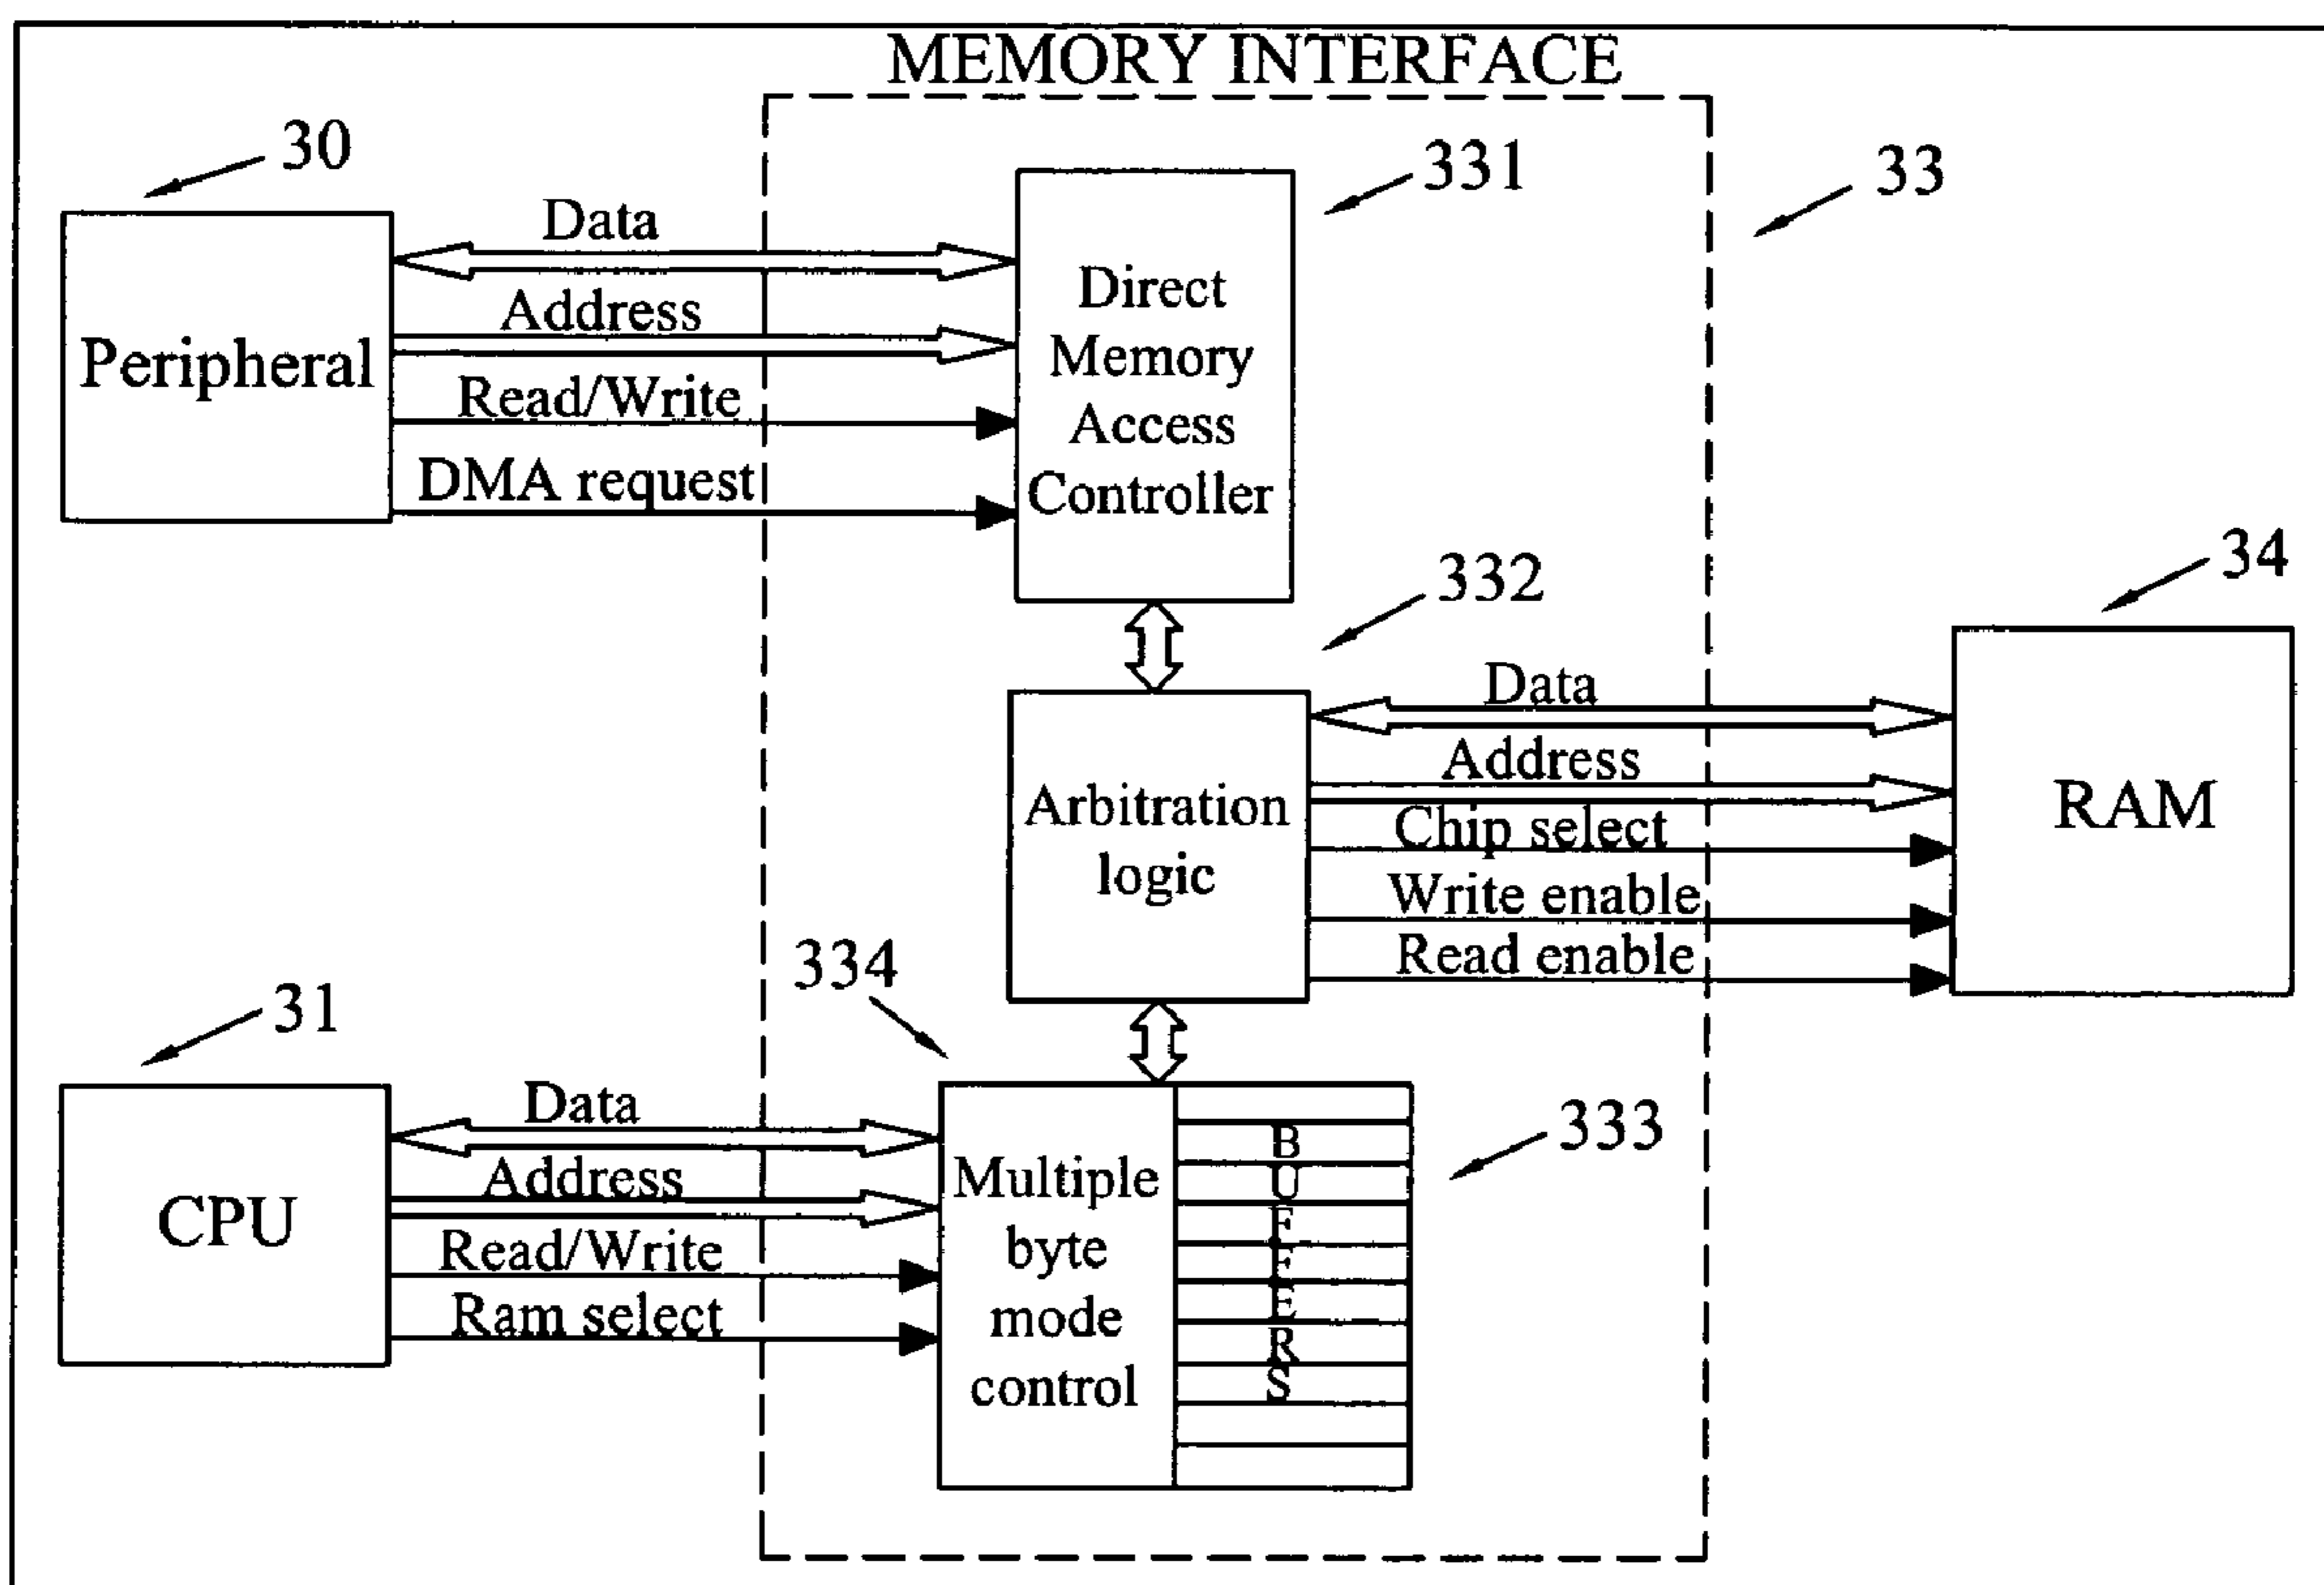 MEMORY INTERFACE
30
331
33
Data
Address
Read/Write
DMA request
Peripheral
Direct
Memory
Access
Controller
332
34
Data
Address
Chip select
Write enable
Read enable
Arbitration
logic
RAM
334
31
333
Data
Address
Read/Write
Ram select
CPU
Multiple
byte
mode
control
B
U
F
F
E
R
S